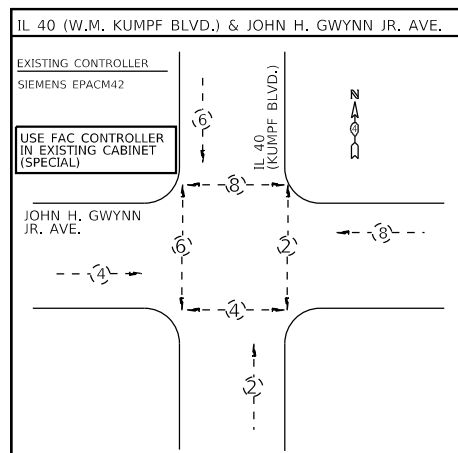 IL 40 (W.M. KUMPF BLVD.) & JOHN H. GWYNN JR. AVE.
EXISTING CONTROLLER
SIEMENS EPACM42
USE FAC CONTROLLER
IN EXISTING CABINET
(SPECIAL)
6
IL 40
(KUMPF BLVD.)
N
4
8
JOHN H. GWYNN
JR. AVE.
6
2
8
4
4
2